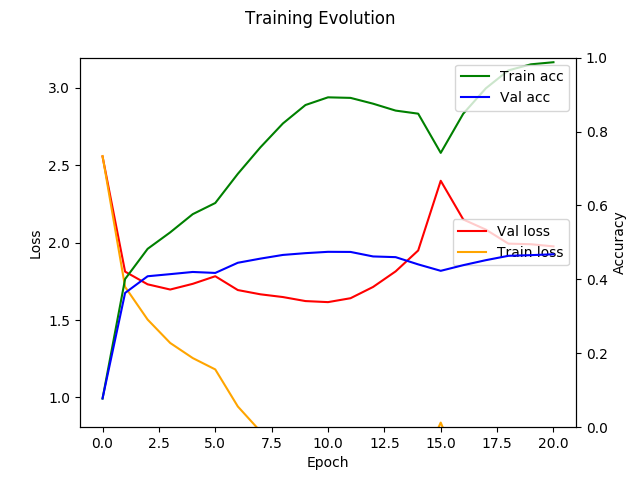 Training Evolution
Train acc
Val acc
Val loss
Train loss
3.0
2.5
2.0
1.5
1.0
Loss
1.0
0.8
0.6
0.4
0.2
0.0
Accuracy
0.0 2.5 5.0 7.5 10.0 12.5 15.0 17.5 20.0
Epoch